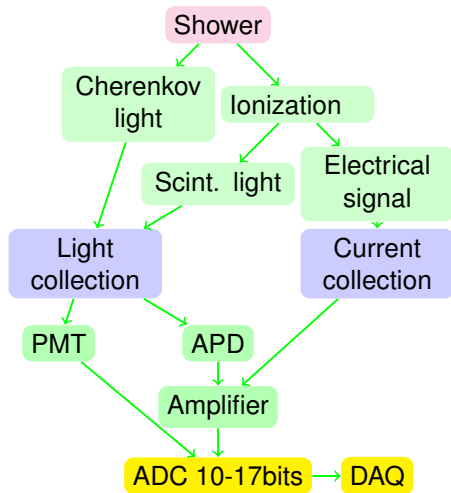 Shower
Cherenkov
light
Ionization
Scint. light
Electrical
signal
Light
collection
Current
collection
PMT
APD
Amplifier
ADC 10-17bits
DAQ